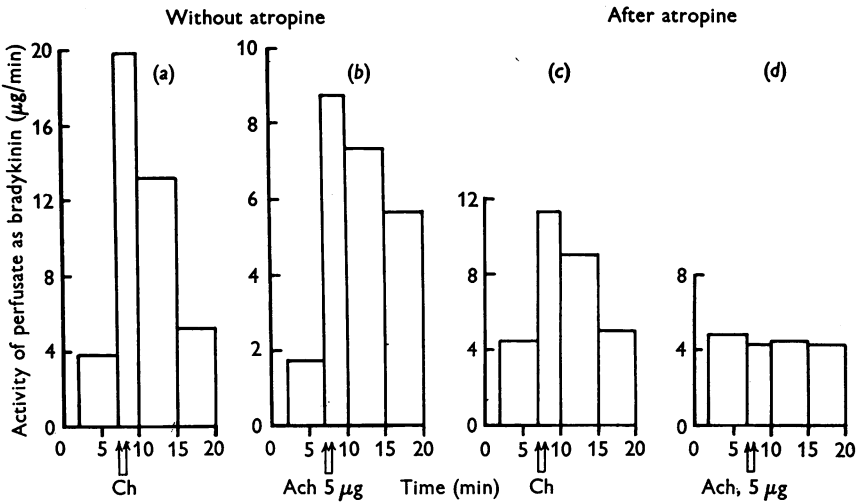 Without atropine
After atropine
Activity of perfusate as bradykinin (μg/min)
(a)
20
16
12
8
4
0
0 5 10 15 20
Ch
(b)
10
8
6
4
2
0
0 5 10 15 20
Ach 5 μg
Time (min)
(c)
12
8
4
0
0 5 10 15 20
Ch
(d)
8
4
0
0 5 10 15 20
Ach, 5 μg